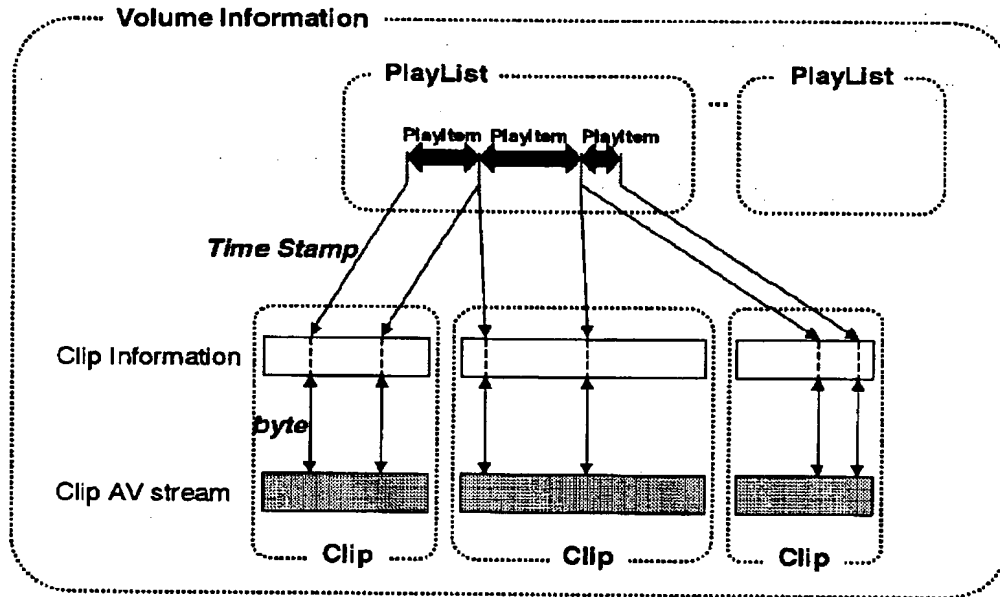 Volume Information
PlayList
...
PlayList
PlayItem PlayItem PlayItem
Time Stamp
Clip Information
byte
Clip AV stream
Clip
Clip
Clip